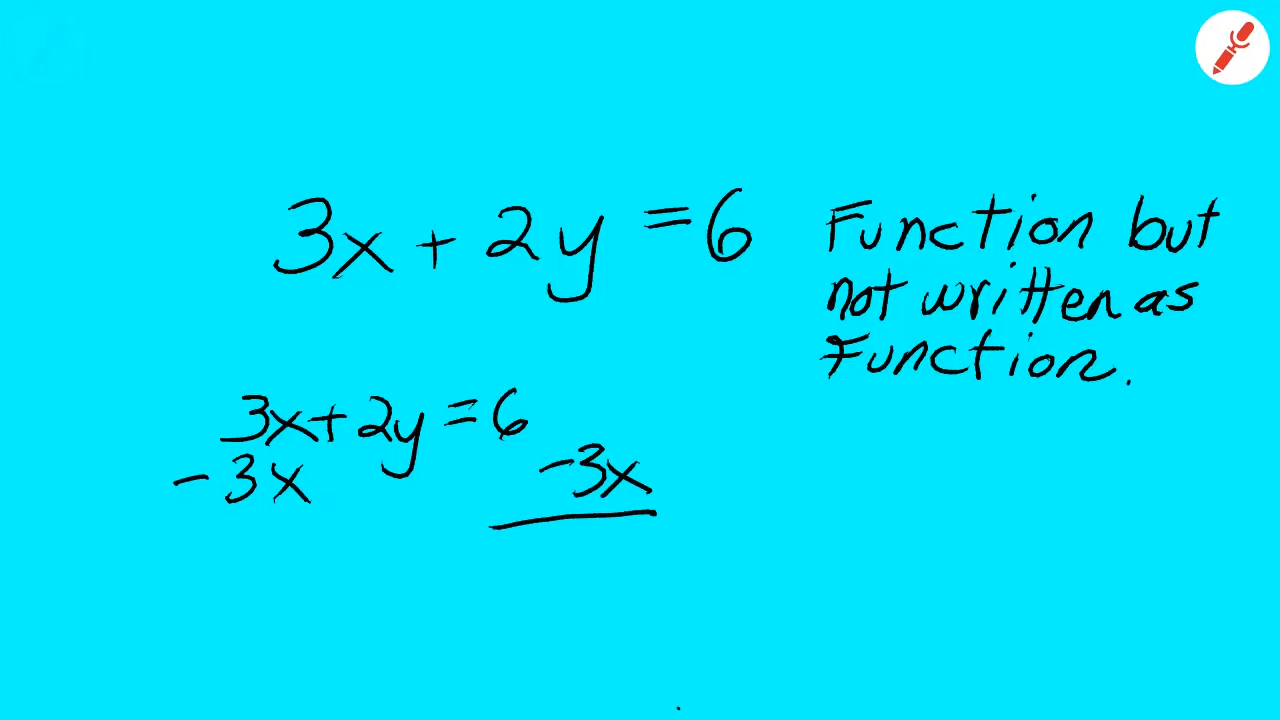 3x + 2y = 6
Function but
not written as
Function.
3x + 2y = 6
-3x -3x